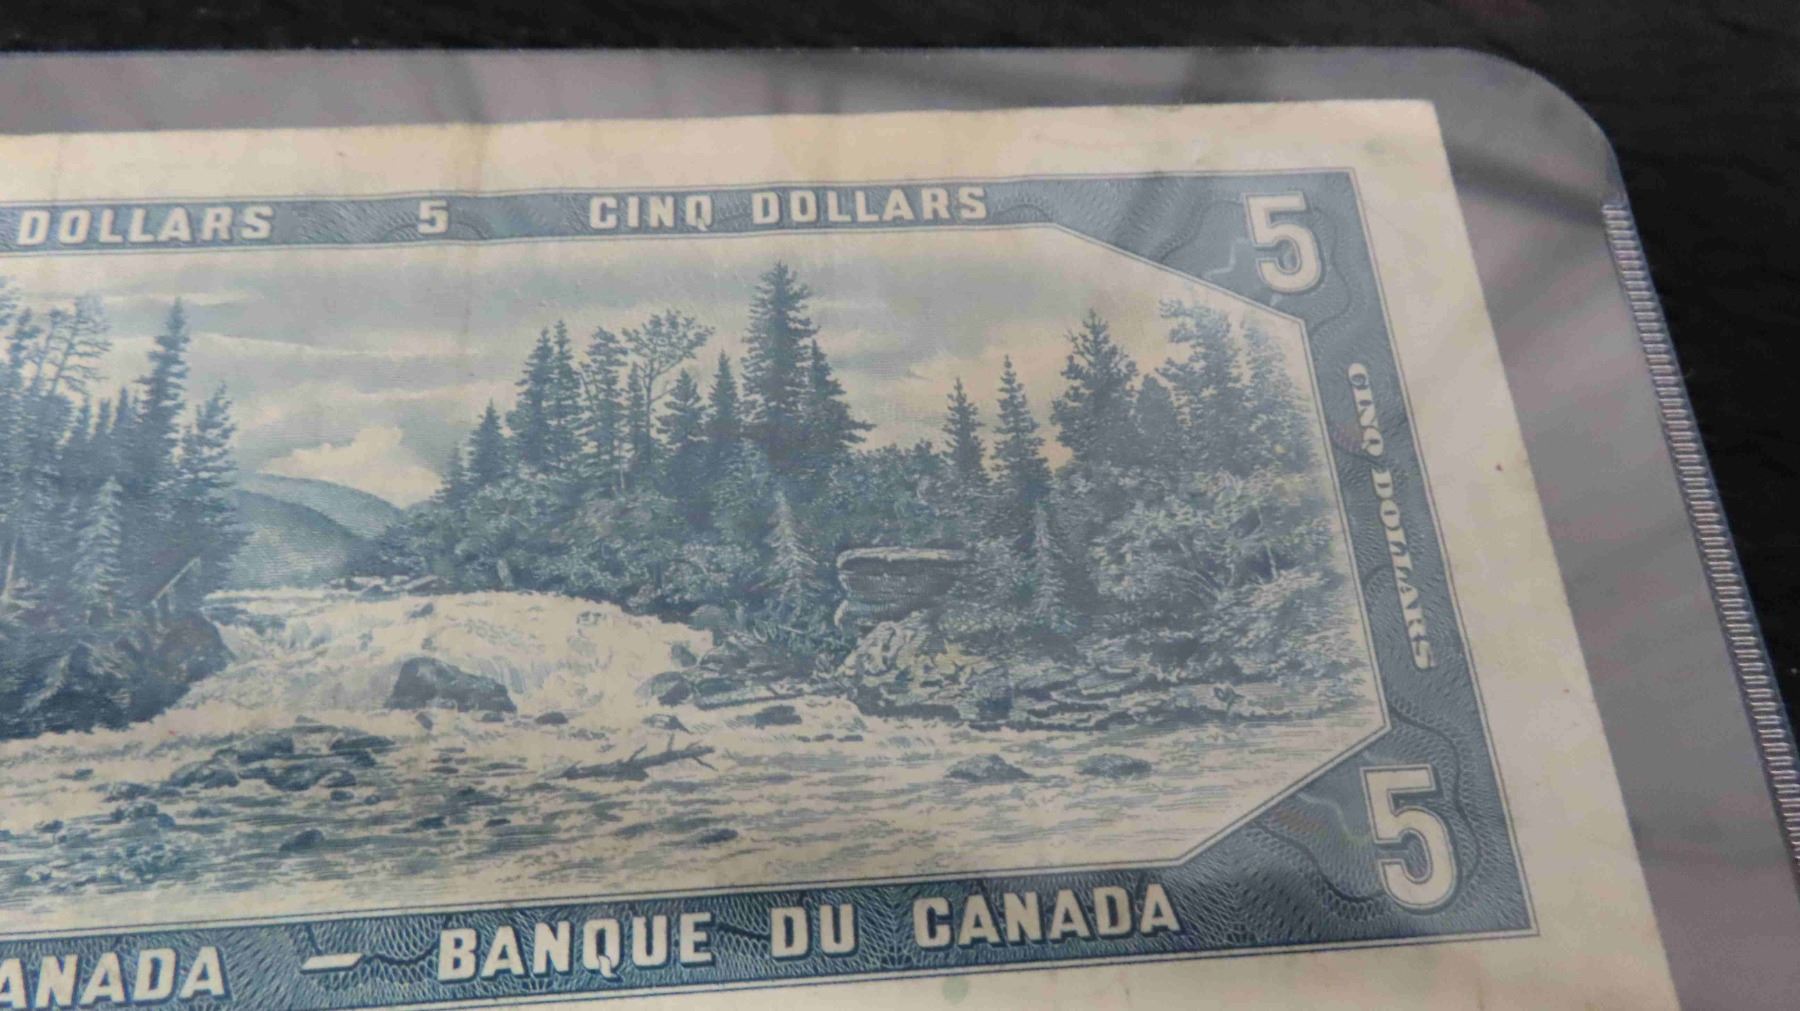 DOLLARS 5 CINQ DOLLARS 5
CINQ DOLLARS
5
ANADA – BANQUE DU CANADA